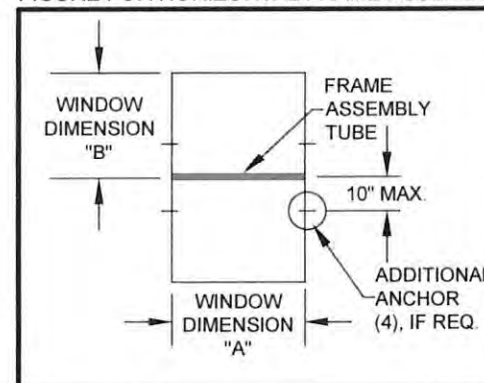 WINDOW
DIMENSION
"B"
FRAME
ASSEMBLY
TUBE
10" MAX.
ADDITIONAL
ANCHOR
(4), IF REQ.
WINDOW
DIMENSION
"A"